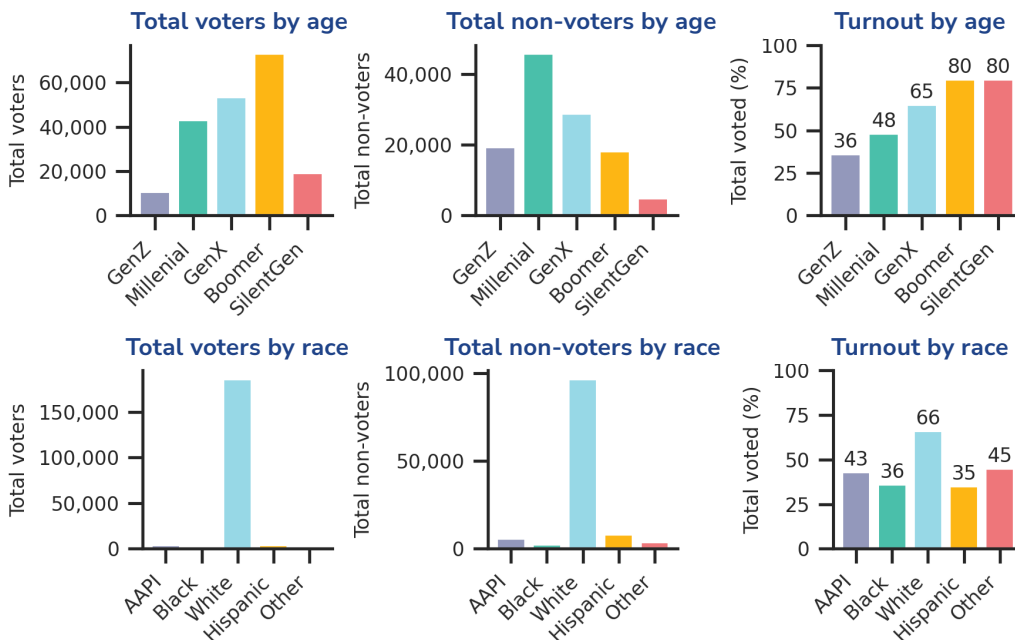 Total voters by age
Total voters
60,000
40,000
20,000
0
GenZ
Millenial
GenX
Boomer
SilentGen
Total non-voters by age
Total non-voters
40,000
20,000
0
GenZ
Millenial
GenX
Boomer
SilentGen
Turnout by age
Total voted (%)
100
75
50
25
0
36
48
65
80
80
GenZ
Millenial
GenX
Boomer
SilentGen
Total voters by race
Total voters
150,000
100,000
50,000
0
AAPI
Black
White
Hispanic
Other
Total non-voters by race
Total non-voters
100,000
50,000
0
AAPI
Black
White
Hispanic
Other
Turnout by race
Total voted (%)
100
75
50
25
0
43
36
66
35
45
AAPI
Black
White
Hispanic
Other